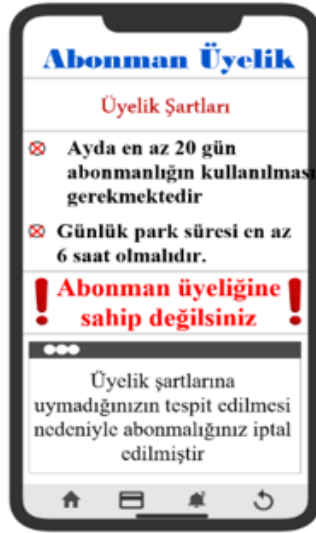 Abonman Üyelik
Üyelik Şartları
Ayda en az 20 gün
abonmanlığın kullanılması
gerekmektedir
Günlük park süresi en az
6 saat olmalıdır.
Abonman üyeliğine
sahip değilsiniz
Üyelik şartlarına
uymadığınızın tespit edilmesi
nedeniyle abonmalığınız iptal
edilmiştir